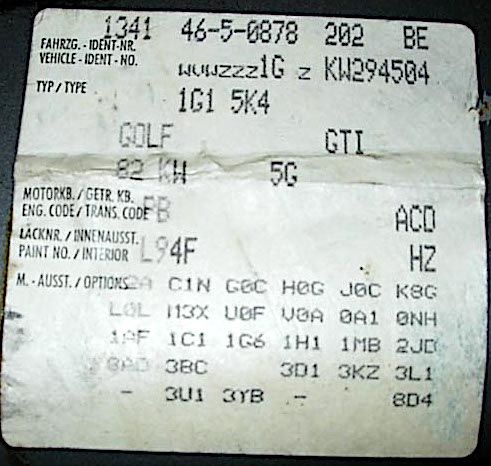 1341 46-5-0878 202 BE
FAHRZG. - IDENT-NR.
VEHICLE - IDENT - NO.
WVWZZZ1G Z KW294504
TYP / TYPE
1G1 5K4
GOLF GTI
82 KW 5G
MOTORKB. / GETR. KB.
ENG. CODE / TRANS. CODE PB ACD
LACKNR. / INNENAUSST.
PAINT NO. / INTERIOR L94F HZ
M. - AUSST. / OPTIONS C1N G0C H0G J0C K8G
L0L M3X U0F V0A 0A1 0NH
1AF 1C1 1G6 1H1 1MB 2JD
3BC 3D1 3KZ 3L1
- 3U1 3YB - 8D4